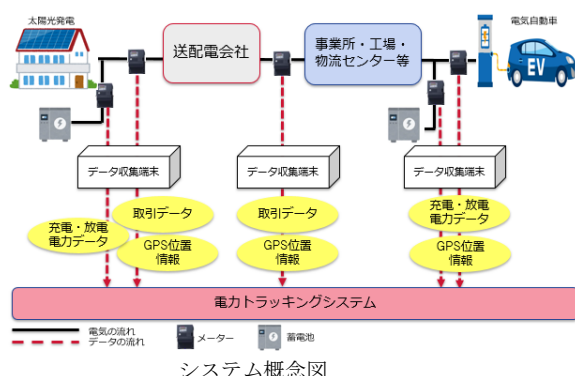 太陽光発電
送配電会社
事業所・工場・
物流センター等
電気自動車
EV
データ収集端末
データ収集端末
データ収集端末
充電・放電
電力データ
取引データ
GPS位置
情報
取引データ
GPS位置
情報
充電・放電
電力データ
GPS位置
情報
電力トラッキングシステム
電気の流れ
データの流れ
メーター
蓄電池
システム概念図